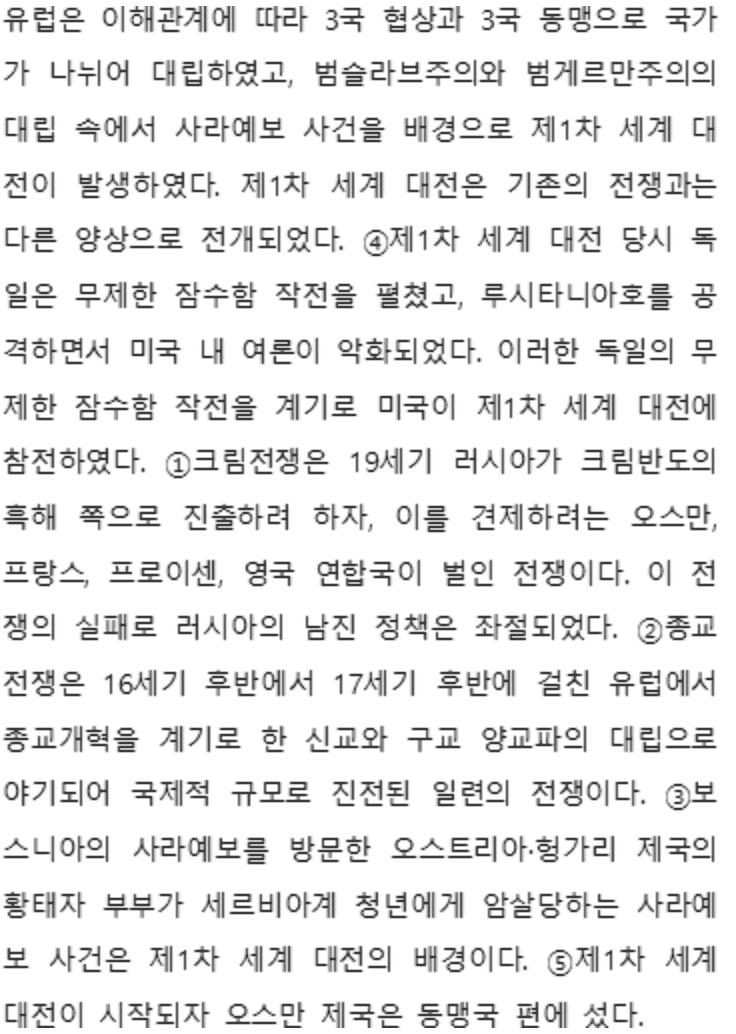 유럽은 이해관계에 따라 3국 협상과 3국 동맹으로 국가
가 나뉘어 대립하였고, 범슬라브주의와 범게르만주의의
대립 속에서 사라예보 사건을 배경으로 제1차 세계 대
전이 발생하였다. 제1차 세계 대전은 기존의 전쟁과는
다른 양상으로 전개되었다. ④제1차 세계 대전 당시 독
일은 무제한 잠수함 작전을 펼쳤고, 루시타니아호를 공
격하면서 미국 내 여론이 악화되었다. 이러한 독일의 무
제한 잠수함 작전을 계기로 미국이 제1차 세계 대전에
참전하였다. ①크림전쟁은 19세기 러시아가 크림반도의
흑해 쪽으로 진출하려 하자, 이를 견제하려는 오스만,
프랑스, 프로이센, 영국 연합국이 벌인 전쟁이다. 이 전
쟁의 실패로 러시아의 남진 정책은 좌절되었다. ②종교
전쟁은 16세기 후반에서 17세기 후반에 걸친 유럽에서
종교개혁을 계기로 한 신교와 구교 양교파의 대립으로
야기되어 국제적 규모로 진전된 일련의 전쟁이다. ③보
스니아의 사라예보를 방문한 오스트리아·헝가리 제국의
황태자 부부가 세르비아계 청년에게 암살당하는 사라예
보 사건은 제1차 세계 대전의 배경이다. ⑤제1차 세계
대전이 시작되자 오스만 제국은 동맹국 편에 섰다.